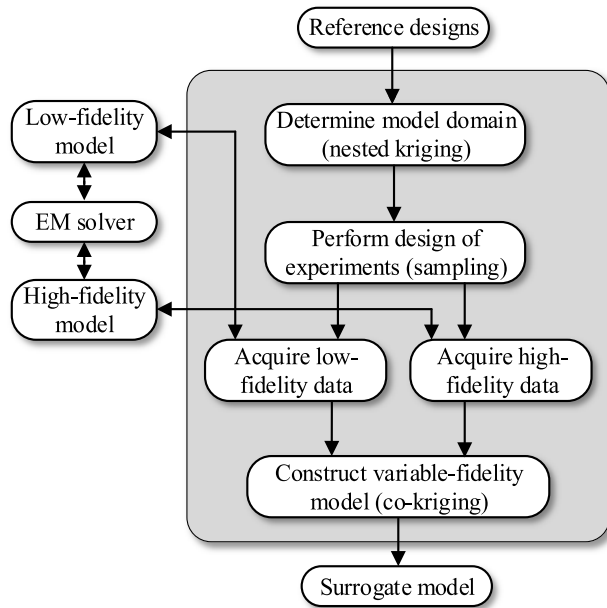 Reference designs
Low-fidelity
model
Determine model domain
(nested kriging)
EM solver
Perform design of
experiments (sampling)
High-fidelity
model
Acquire low-
fidelity data
Acquire high-
fidelity data
Construct variable-fidelity
model (co-kriging)
Surrogate model